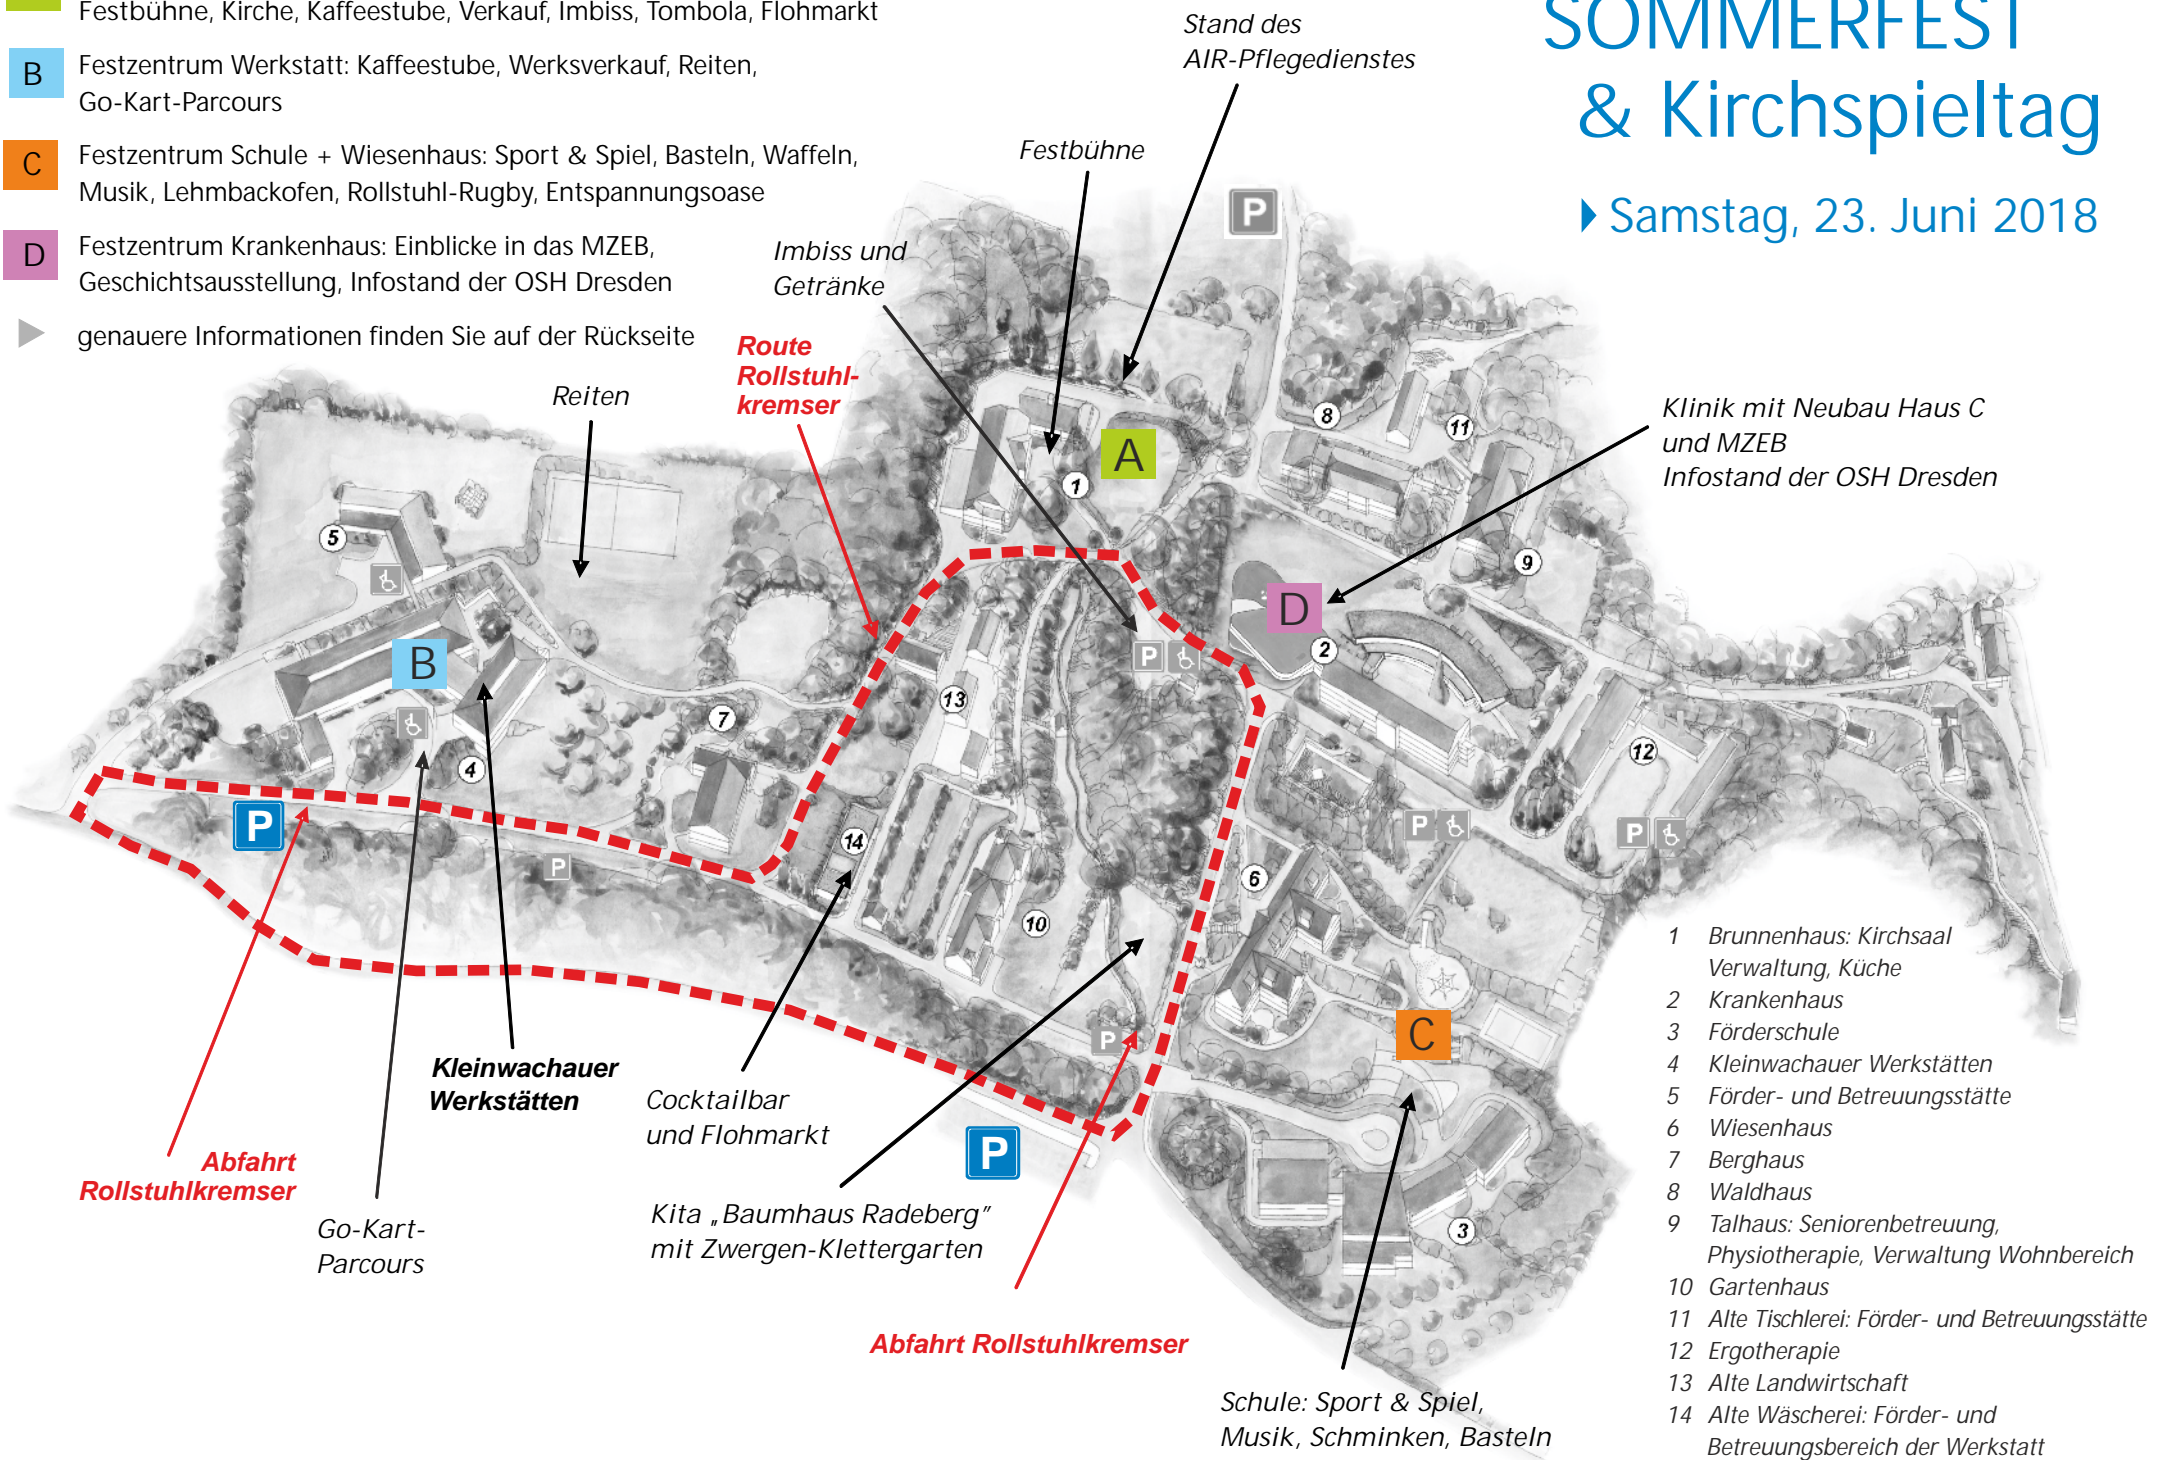 Festbühne, Kirche, Kaffeestube, Verkauf, Imbiss, Tombola, Flohmarkt
B
Festzentrum Werkstatt: Kaffeestube, Werksverkauf, Reiten,
Go-Kart-Parcours
C
Festzentrum Schule + Wiesenhaus: Sport & Spiel, Basteln, Waffeln,
Musik, Lehmbackofen, Rollstuhl-Rugby, Entspannungsoase
D
Festzentrum Krankenhaus: Einblicke in das MZEB,
Geschichtsausstellung, Infostand der OSH Dresden
genauere Informationen finden Sie auf der Rückseite
SOMMERFEST
& Kirchspieltag
Samstag, 23. Juni 2018
Stand des
AIR-Pflegedienstes
Festbühne
P
Imbiss und
Getränke
Route
Rollstuhl-
kremser
Reiten
Klinik mit Neubau Haus C
und MZEB
Infostand der OSH Dresden
8
11
A
1
5
9
D
2
B
P
13
7
12
4
P
P
P
14
P
6
10
C
P
P
3
Kleinwachauer
Werkstätten
Cocktailbar
und Flohmarkt
Abfahrt
Rollstuhlkremser
Go-Kart-
Parcours
Kita „Baumhaus Radeberg”
mit Zwergen-Klettergarten
Abfahrt Rollstuhlkremser
Schule: Sport & Spiel,
Musik, Schminken, Basteln
1 Brunnenhaus: Kirchsaal
Verwaltung, Küche
2 Krankenhaus
3 Förderschule
4 Kleinwachauer Werkstätten
5 Förder- und Betreuungsstätte
6 Wiesenhaus
7 Berghaus
8 Waldhaus
9 Talhaus: Seniorenbetreuung,
Physiotherapie, Verwaltung Wohnbereich
10 Gartenhaus
11 Alte Tischlerei: Förder- und Betreuungsstätte
12 Ergotherapie
13 Alte Landwirtschaft
14 Alte Wäscherei: Förder- und
Betreuungsbereich der Werkstatt